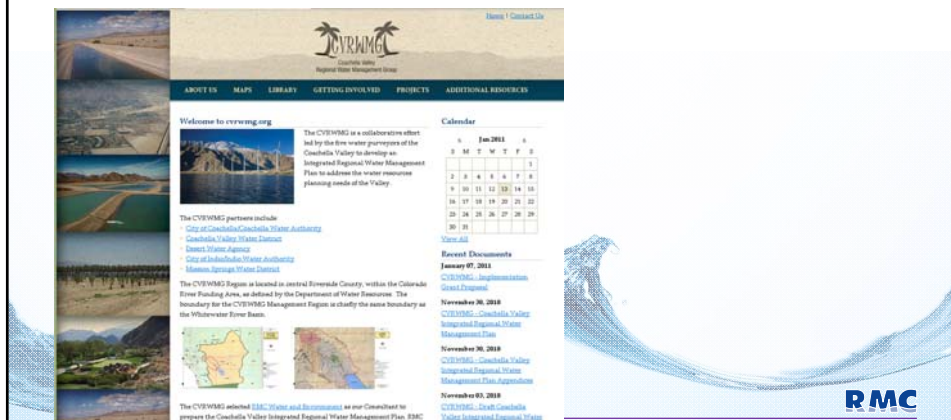 Home | Contact Us
CVRWMG
Coachella Valley
Regional Water Management Group
ABOUT US MAPS LIBRARY GETTING INVOLVED PROJECTS ADDITIONAL RESOURCES
Welcome to cvrwmg.org
The CVRWMG is a collaborative effort
led by the five water purveyors of the
Coachella Valley to develop an
Integrated Regional Water Management
Plan to address the water resources
planning needs of the Valley.
The CVRWMG partners include
City of Coachella/Coachella Water Authority
Coachella Valley Water District
Desert Water Agency
City of Indio/Indio Water Authority
Mission Springs Water District
The CVRWMG Region is located in central Riverside County, within the Colorado
River Funding Area, as defined by the Department of Water Resources. The
boundary for the CVRWMG Management Region is chiefly the same boundary as
the Whitewater River Basin.
The CVRWMG selected RMC Water and Environment as our Consultant to
prepare the Coachella Valley Integrated Regional Water Management Plan. RMC
Calendar
Jan 2011
S M T W T F S
1
2 3 4 5 6 7 8
9 10 11 12 13 14 15
16 17 18 19 20 21 22
23 24 25 26 27 28 29
30 31
View All
Recent Documents
January 07, 2011
CVRWMG - Implementation
Grant Proposal
November 30, 2010
CVRWMG - Coachella Valley
Integrated Regional Water
Management Plan
November 30, 2010
CVRWMG - Coachella Valley
Integrated Regional Water
Management Plan Appendices
November 03, 2010
CVRWMG - Draft Coachella
Valley Integrated Regional Water
RMC